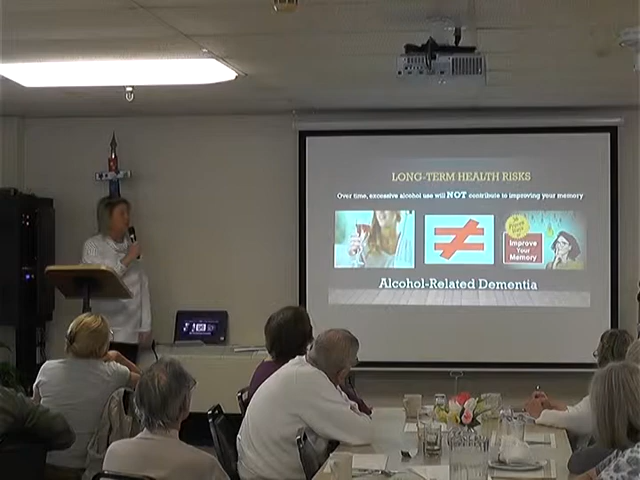 LONG-TERM HEALTH RISKS
Over time, excessive alcohol use will NOT contribute to improving your memory
Improve
Your
Memory
Alcohol-Related Dementia